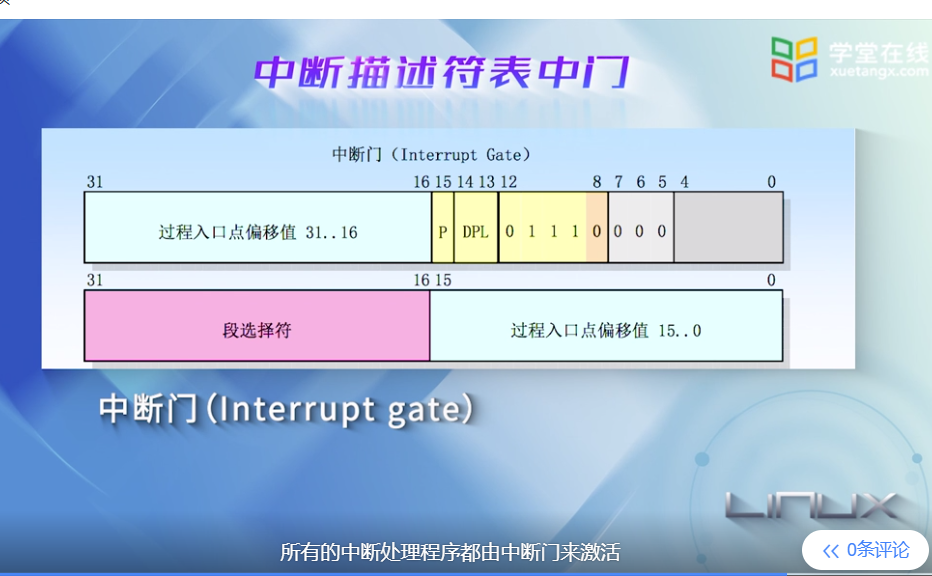 中断描述符表中门
学堂在线
xuetangx.com
中断门（Interrupt Gate）
31 16 15 14 13 12 8 7 6 5 4 0
过程入口点偏移值 31..16 P DPL 0 1 1 1 0 0 0 0
31 16 15 0
段选择符 过程入口点偏移值 15..0
中断门(Interrupt gate)
LINUX
所有的中断处理程序都由中断门来激活
0条评论